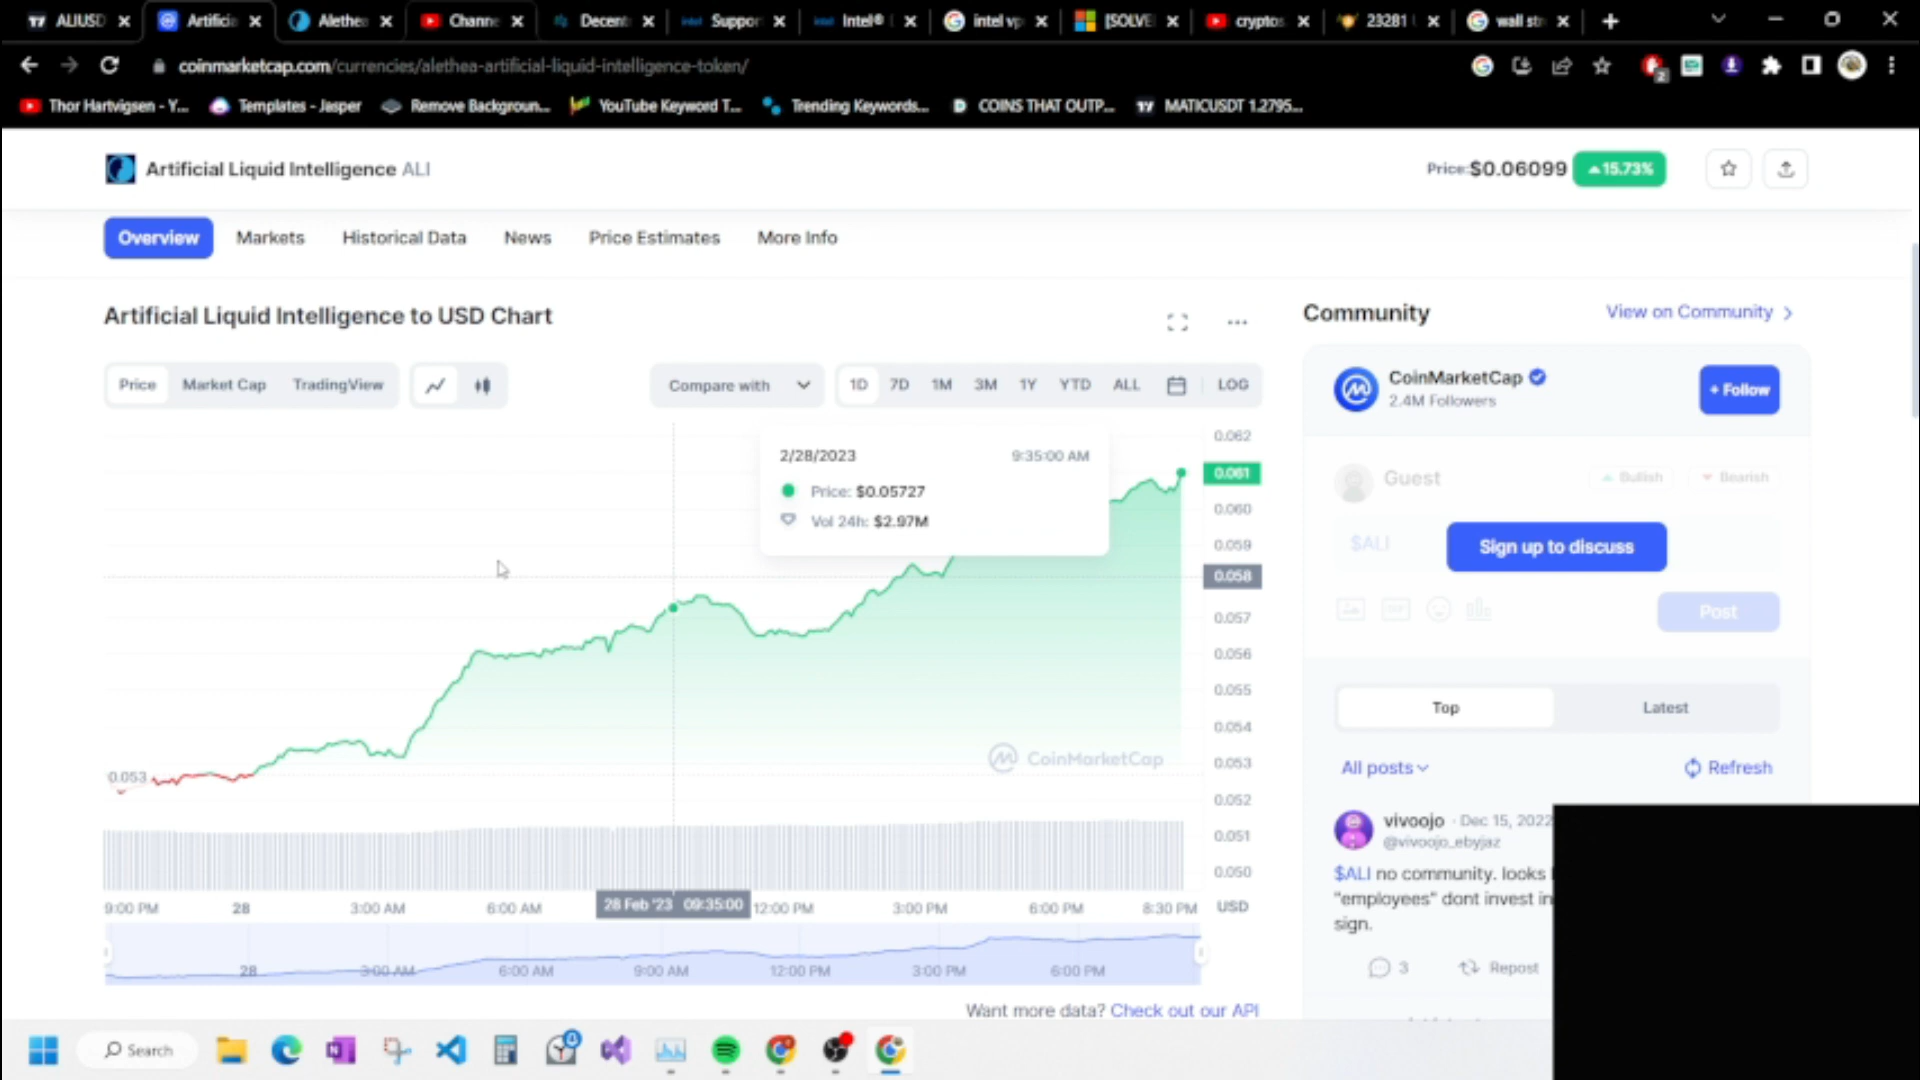 ALIUSD
Artificia
Alethea
Channe
Decent
Suppor
Intel®
intel vp
[SOLVE
cryptos
23281
wall str
coinmarketcap.com/currencies/alethea-artificial-liquid-intelligence-token/
2
Thor Hartvigsen - Y...
Templates - Jasper
Remove Backgroun...
YouTube Keyword T...
Trending Keywords...
COINS THAT OUTP...
MATICUSDT 1.2795...
Artificial Liquid Intelligence ALI
Price:$0.06099
15.73%
Overview
Markets
Historical Data
News
Price Estimates
More Info
Artificial Liquid Intelligence to USD Chart
Community
View on Community
Price
Market Cap
TradingView
Compare with
1D
7D
1M
3M
1Y
YTD
ALL
LOG
CoinMarketCap
2.4M Followers
+ Follow
2/28/2023
9:35:00 AM
Price: $0.05727
Vol 24h: $2.97M
0.062
0.061
0.060
0.059
0.058
0.057
0.056
0.055
0.054
0.053
0.052
0.051
0.050
0.053
CoinMarketCap
Guest
Bullish
Bearish
$ALI
Sign up to discuss
Post
Top
Latest
All posts
Refresh
vivoojo · Dec 15, 2022
@vivoojo_ebyjaz
$ALI no community. looks
"employees" dont invest in
sign.
3
Repost
9:00 PM
28
3:00 AM
6:00 AM
28 Feb '23 09:35:00
12:00 PM
3:00 PM
6:00 PM
8:30 PM
USD
28
3:00 AM
6:00 AM
9:00 AM
12:00 PM
3:00 PM
6:00 PM
Want more data? Check out our API
Search